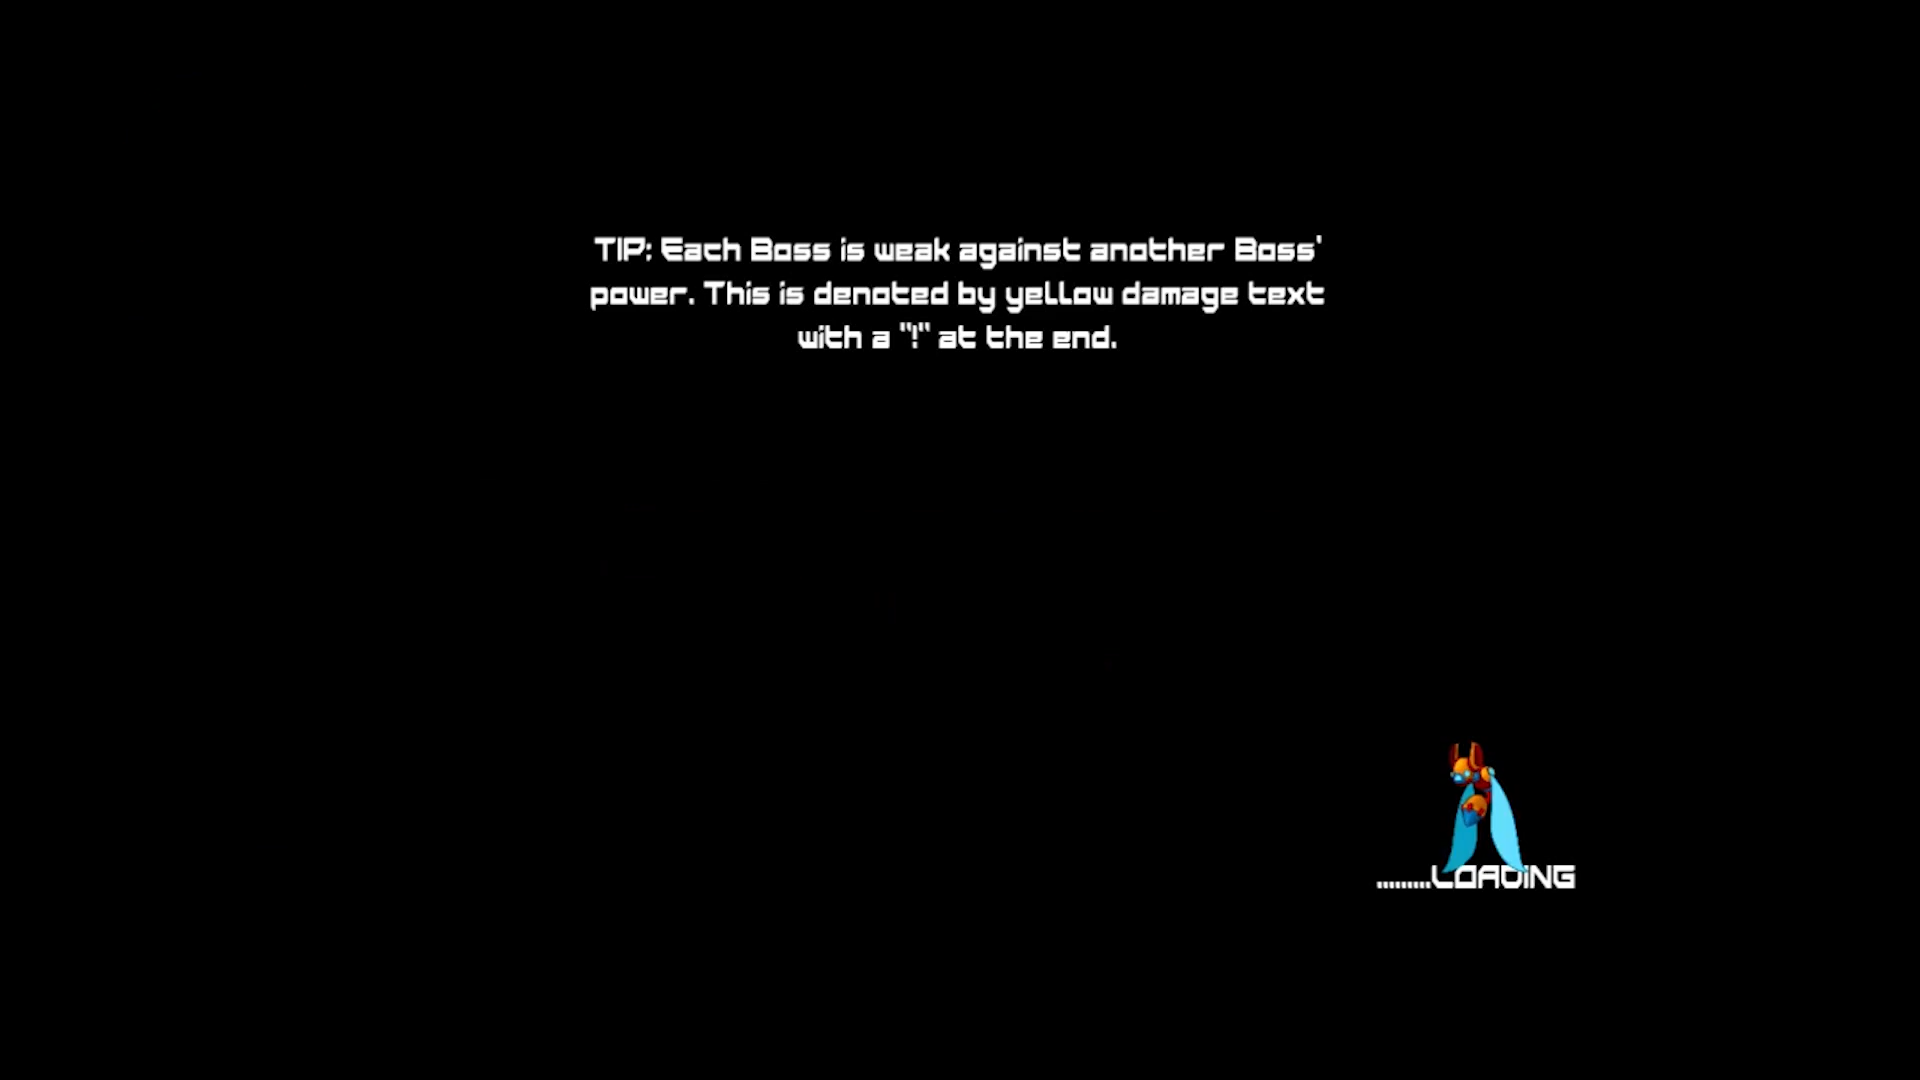 TIP: Each Boss is weak against another Boss'
power. This is denoted by yellow damage text
with a "!" at the end.
.........LOADING